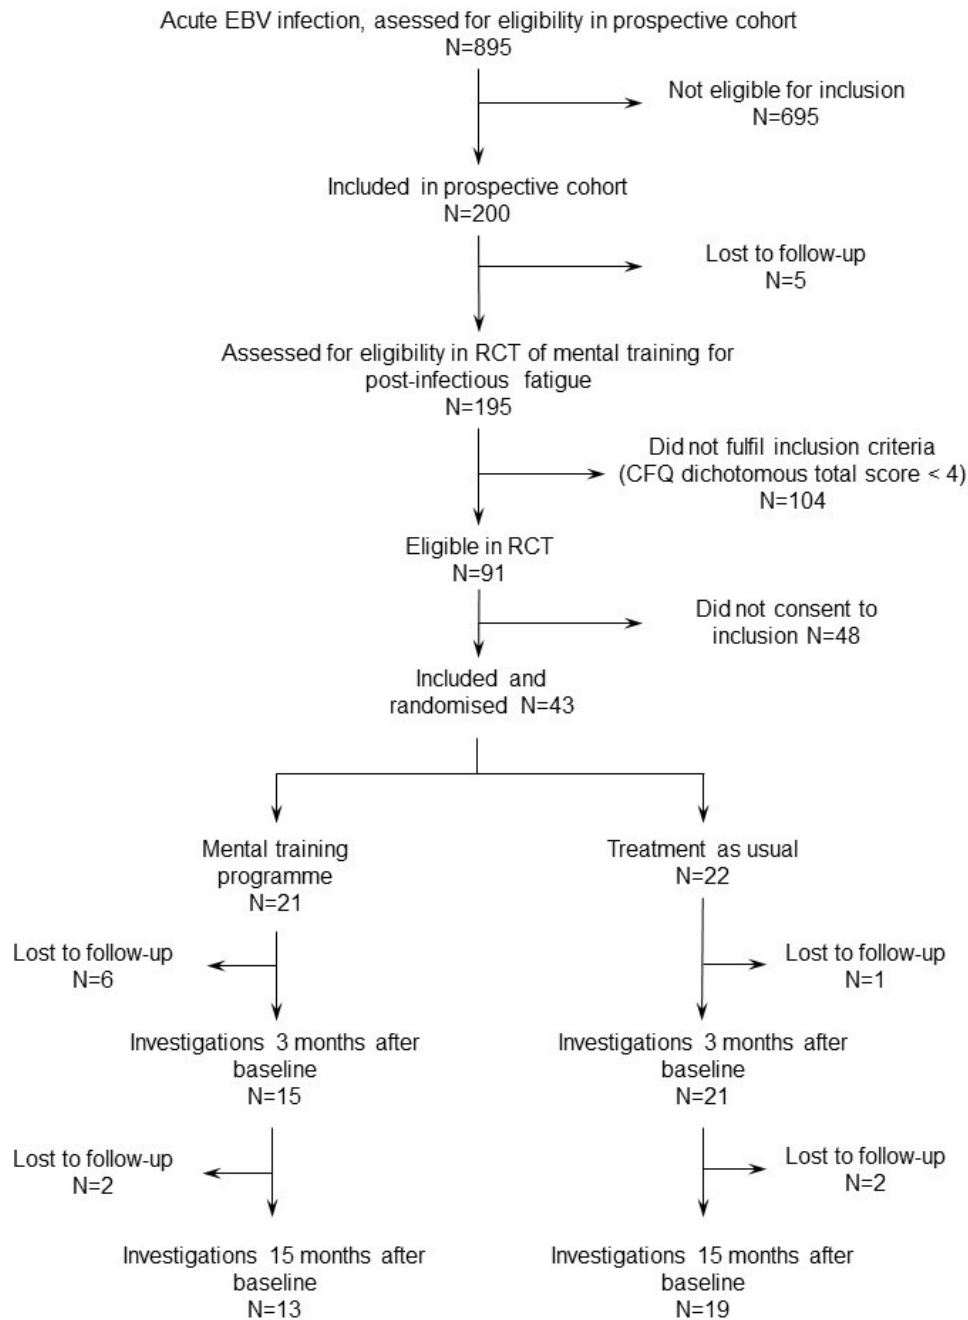 Acute EBV infection, asessed for eligibility in prospective cohort
N=895
Not eligible for inclusion
N=695
Included in prospective cohort
N=200
Lost to follow-up
N=5
Assessed for eligibility in RCT of mental training for
post-infectious fatigue
N=195
Did not fulfil inclusion criteria
(CFQ dichotomous total score < 4)
N=104
Eligible in RCT
N=91
Did not consent to
inclusion N=48
Included and
randomised N=43
Mental training
programme
N=21
Treatment as usual
N=22
Lost to follow-up
N=6
Lost to follow-up
N=1
Investigations 3 months after
baseline
N=15
Investigations 3 months after
baseline
N=21
Lost to follow-up
N=2
Lost to follow-up
N=2
Investigations 15 months after
baseline
N=13
Investigations 15 months after
baseline
N=19